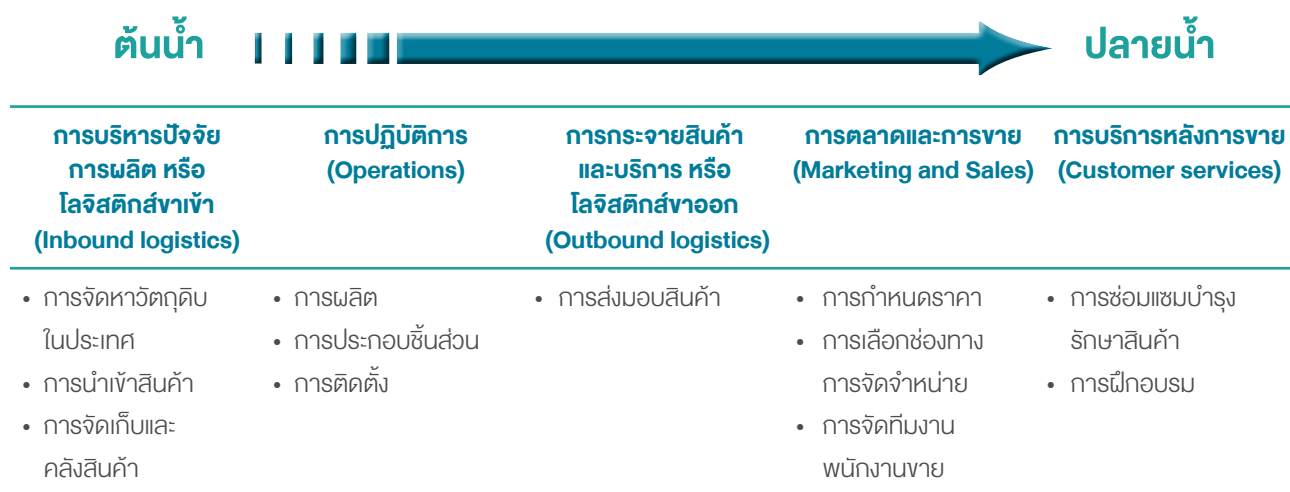 ต้นน้ำ
ปลายน้ำ
การบริหารปัจจัย
การผลิต หรือ
โลจิสติกส์ขาเข้า
(Inbound logistics)
การปฏิบัติการ
(Operations)
การกระจายสินค้า
และบริการ หรือ
โลจิสติกส์ขาออก
(Outbound logistics)
การตลาดและการขาย
(Marketing and Sales)
การบริการหลังการขาย
(Customer services)
• การจัดหาวัตถุดิบ
ในประเทศ
• การนำเข้าสินค้า
• การจัดเก็บและ
คลังสินค้า
• การผลิต
• การประกอบชิ้นส่วน
• การติดตั้ง
• การส่งมอบสินค้า
• การกำหนดราคา
• การเลือกช่องทาง
การจัดจำหน่าย
• การจัดทีมงาน
พนักงานขาย
• การซ่อมแซมบำรุง
รักษาสินค้า
• การฝึกอบรม